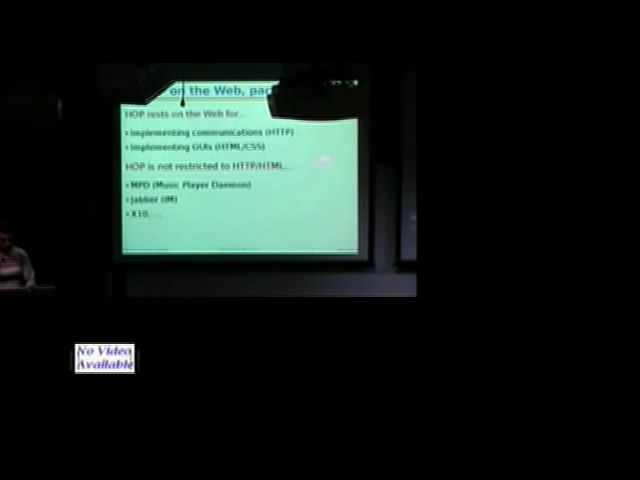 on the Web,
HOP rests on the Web for...
• Implementing communications (HTTP)
• Implementing GUIs (HTML/CSS)
HOP is not restricted to HTTP/HTML...
• MPD (Music Player Daemon)
• Jabber (IM)
• X10, ...
No Video
Available